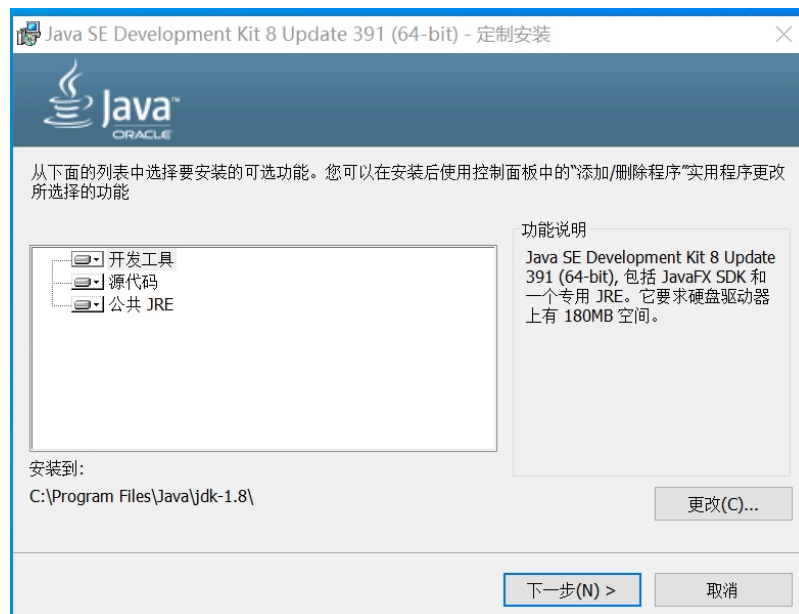 Java SE Development Kit 8 Update 391 (64-bit) - 定制安装
Java™
ORACLE
从下面的列表中选择要安装的可选功能。您可以在安装后使用控制面板中的“添加/删除程序”实用程序更改
所选择的功能
开发工具
源代码
公共 JRE
功能说明
Java SE Development Kit 8 Update
391 (64-bit), 包括 JavaFX SDK 和
一个专用 JRE。它要求硬盘驱动器
上有 180MB 空间。
安装到:
C:\Program Files\Java\jdk-1.8\
更改(C)...
下一步(N) >
取消